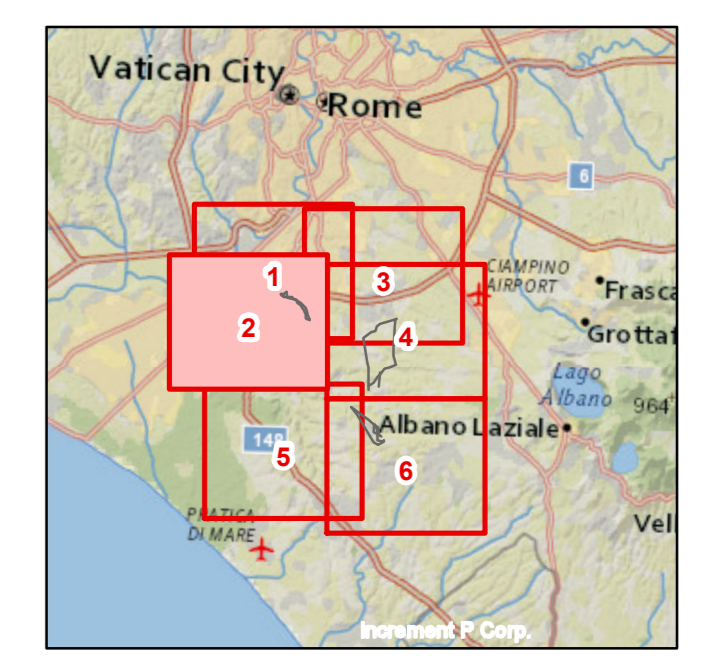 Vatican City
Rome
6
CIAMPINO
AIRPORT
Frasca
1
3
2
4
Grottaf
Lago
Albano
964
Albano Laziale
148
5
6
PRATICA
DI MARE
Vell
Increment P Corp.